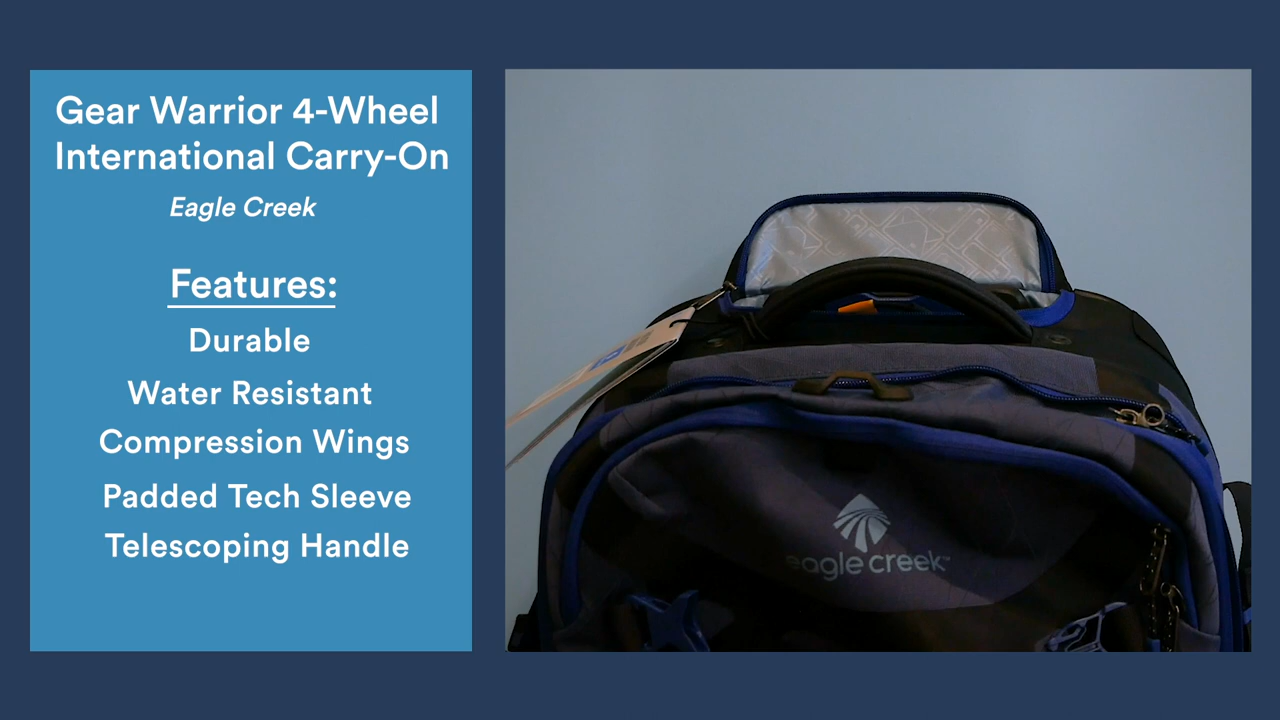 Gear Warrior 4-Wheel
International Carry-On
Eagle Creek
Features:
Durable
Water Resistant
Compression Wings
Padded Tech Sleeve
Telescoping Handle
eagle creek™